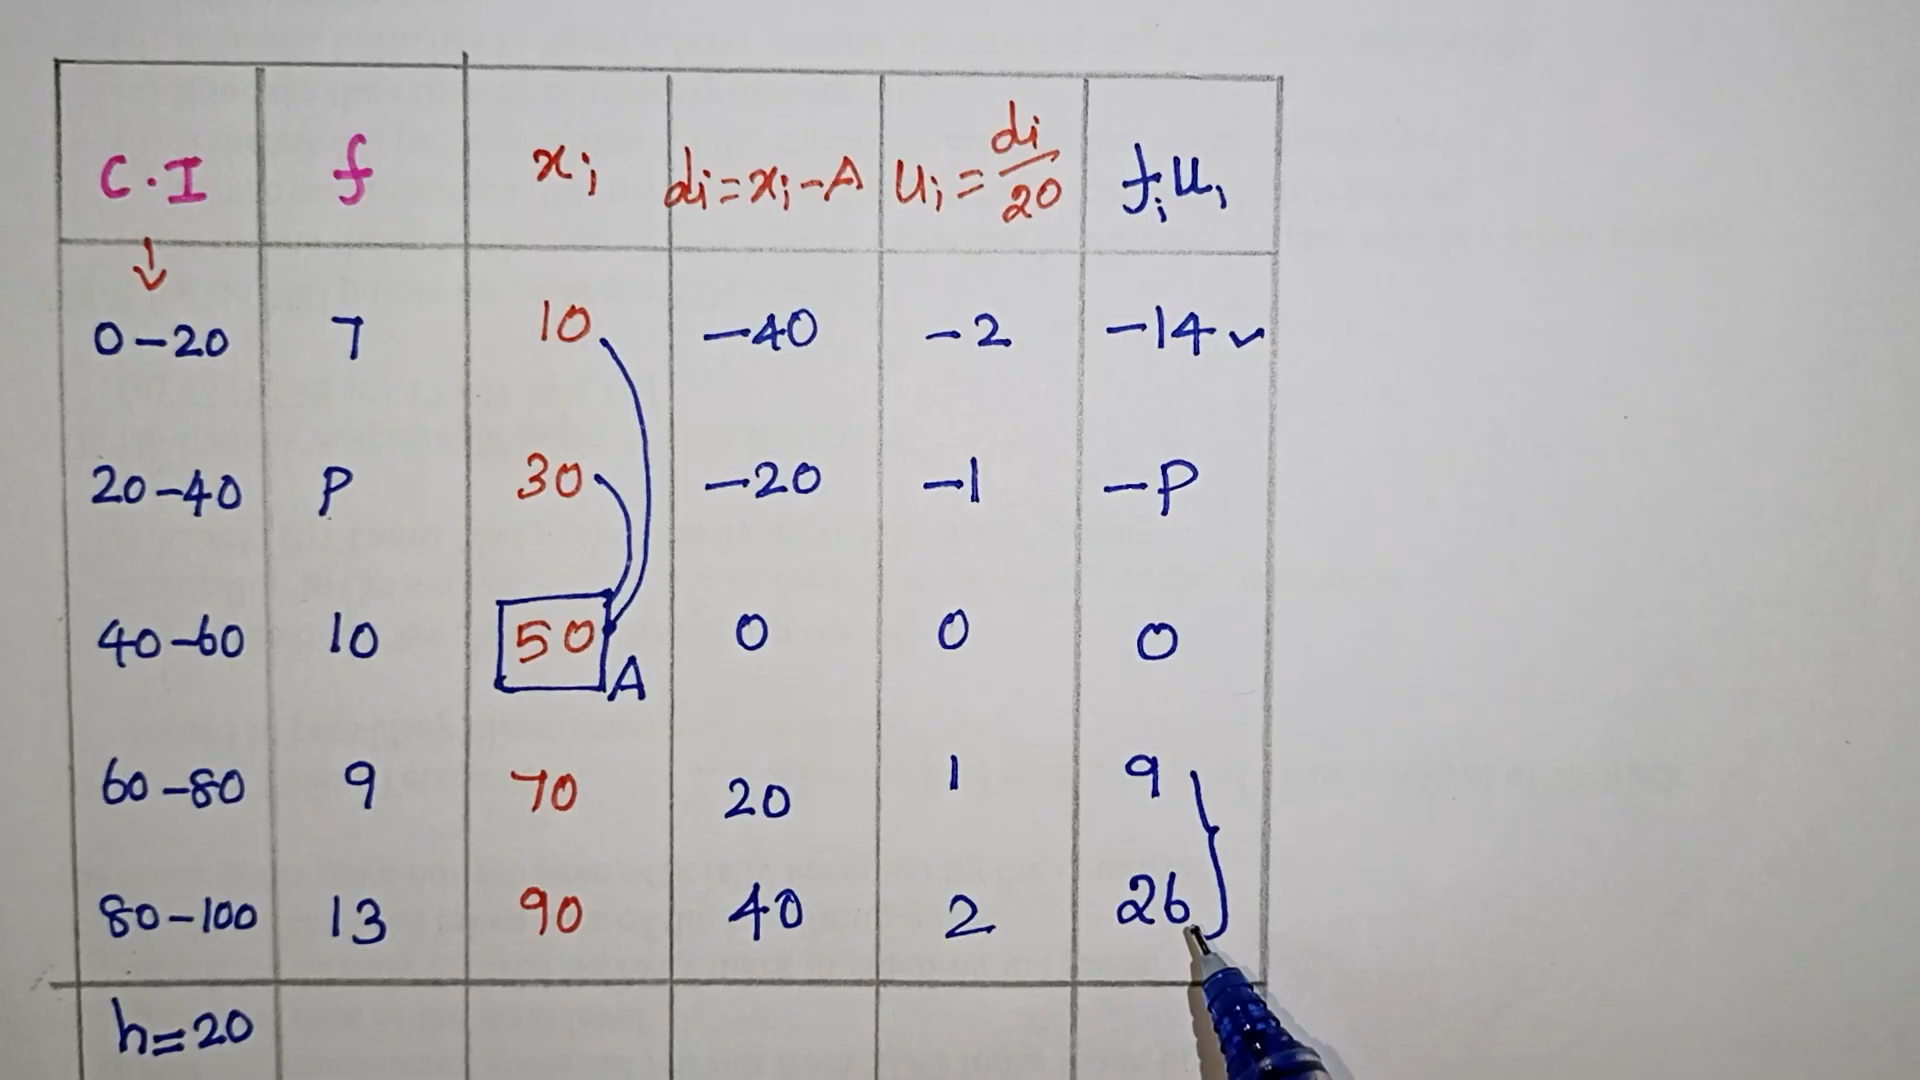 C.I f xi di=xi-A ui=di/20 fiui
0-20 7 10 -40 -2 -14
20-40 P 30 -20 -1 -P
40-60 10 50 A 0 0 0
60-80 9 70 20 1 9
80-100 13 90 40 2 26
h=20